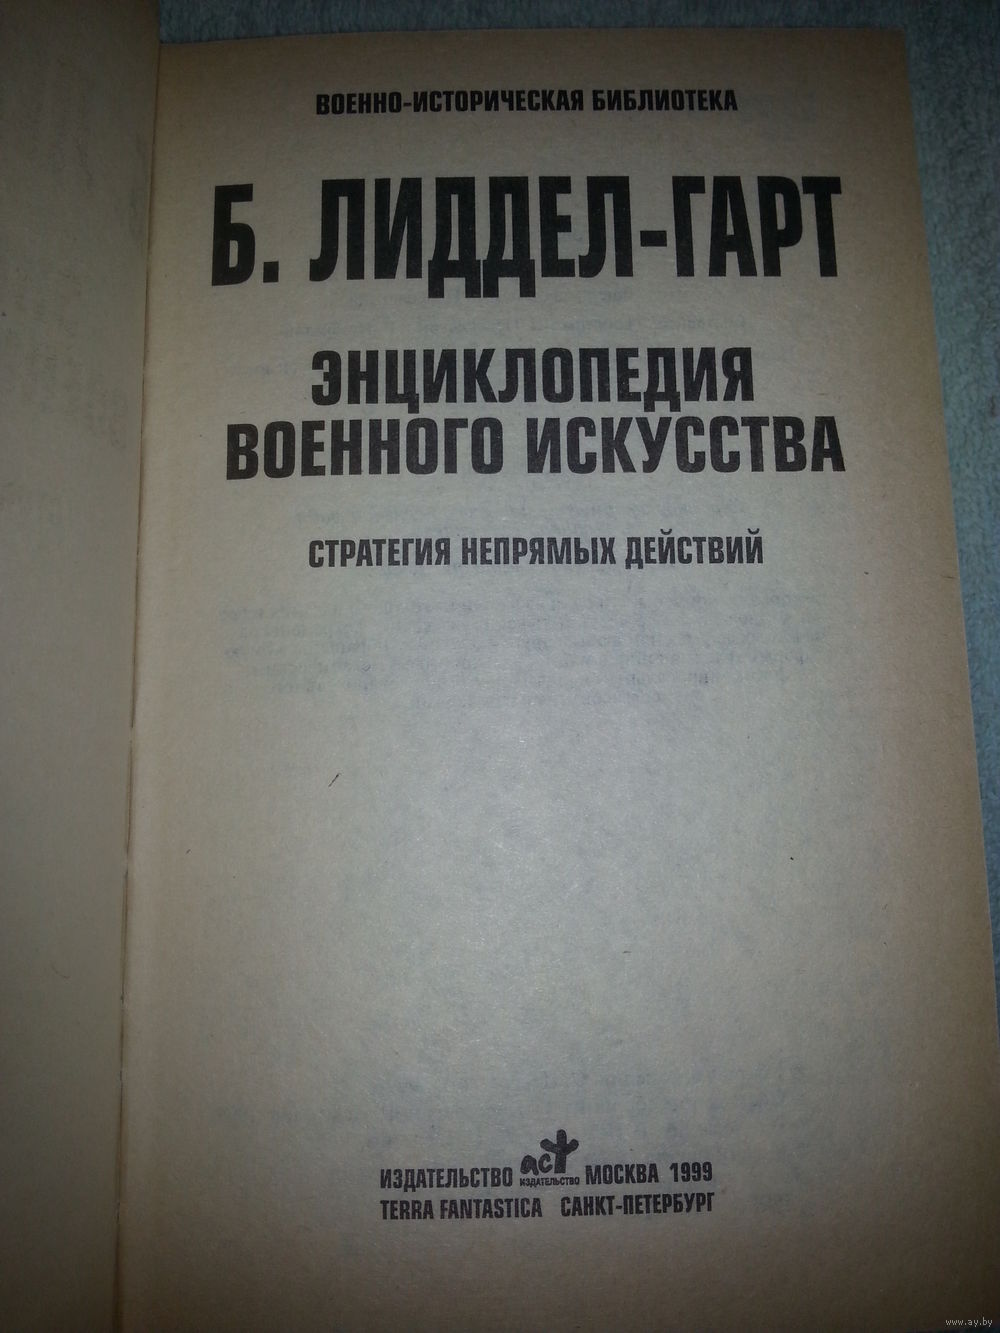 ВОЕННО-ИСТОРИЧЕСКАЯ БИБЛИОТЕКА
Б. ЛИДДЕЛ-ГАРТ
ЭНЦИКЛОПЕДИЯ
ВОЕННОГО ИСКУССТВА
СТРАТЕГИЯ НЕПРЯМЫХ ДЕЙСТВИЙ
ИЗДАТЕЛЬСТВО аст ИЗДАТЕЛЬСТВО МОСКВА 1999
TERRA FANTASTICA САНКТ-ПЕТЕРБУРГ
www.ay.by